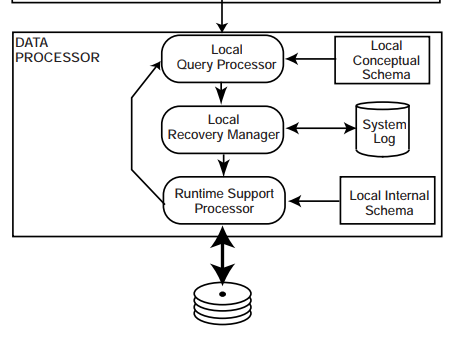 DATA
PROCESSOR
Local
Query Processor
Local
Conceptual
Schema
Local
Recovery Manager
System
Log
Runtime Support
Processor
Local Internal
Schema